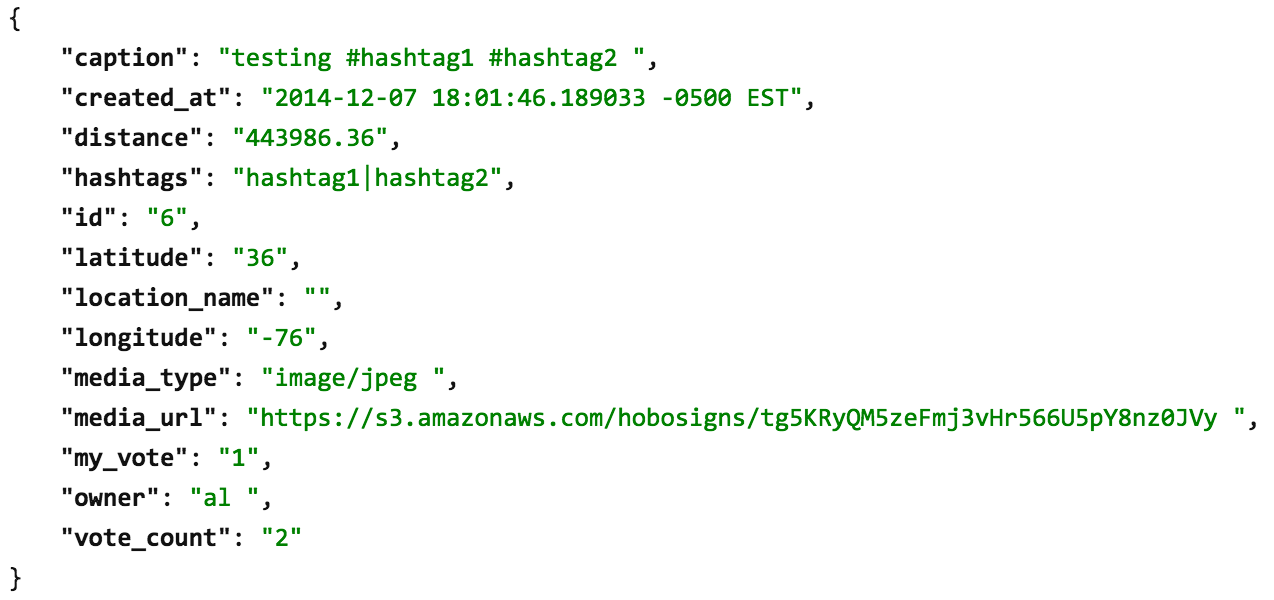 {
    "caption": "testing #hashtag1 #hashtag2 ",
    "created_at": "2014-12-07 18:01:46.189033 -0500 EST",
    "distance": "443986.36",
    "hashtags": "hashtag1|hashtag2",
    "id": "6",
    "latitude": "36",
    "location_name": "",
    "longitude": "-76",
    "media_type": "image/jpeg ",
    "media_url": "https://s3.amazonaws.com/hobosigns/tg5KRyQM5zeFmj3vHr566U5pY8nz0JVy ",
    "my_vote": "1",
    "owner": "al ",
    "vote_count": "2"
}